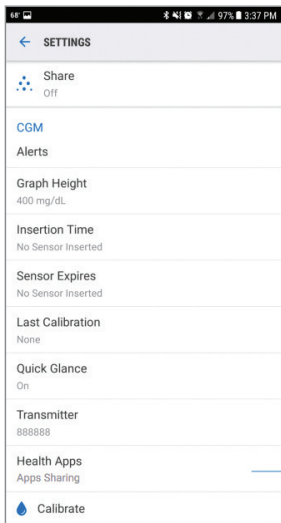 68° 97% 3:37 PM
SETTINGS
Share
Off
CGM
Alerts
Graph Height
400 mg/dL
Insertion Time
No Sensor Inserted
Sensor Expires
No Sensor Inserted
Last Calibration
None
Quick Glance
On
Transmitter
888888
Health Apps
Apps Sharing
Calibrate